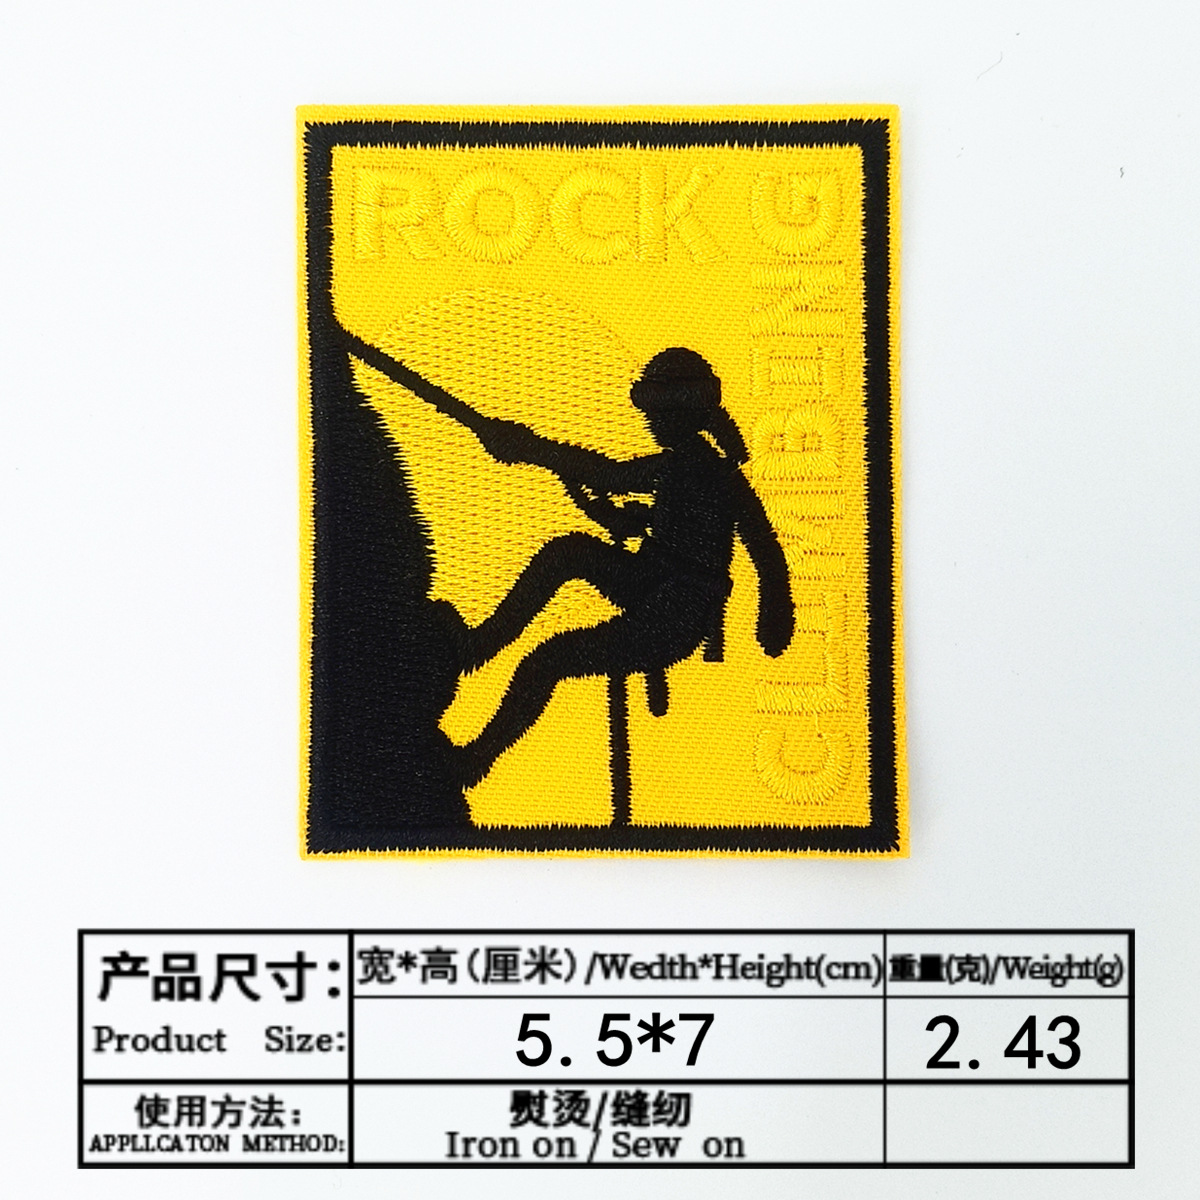 ROCK
CLIMBING
产品尺寸：
Product Size:
宽*高（厘米）/Wedth*Height(cm)
重量(克)/Weight(g)
5.5*7
2.43
使用方法：
APPLLCATON METHOD:
熨烫/缝纫
Iron on / Sew on